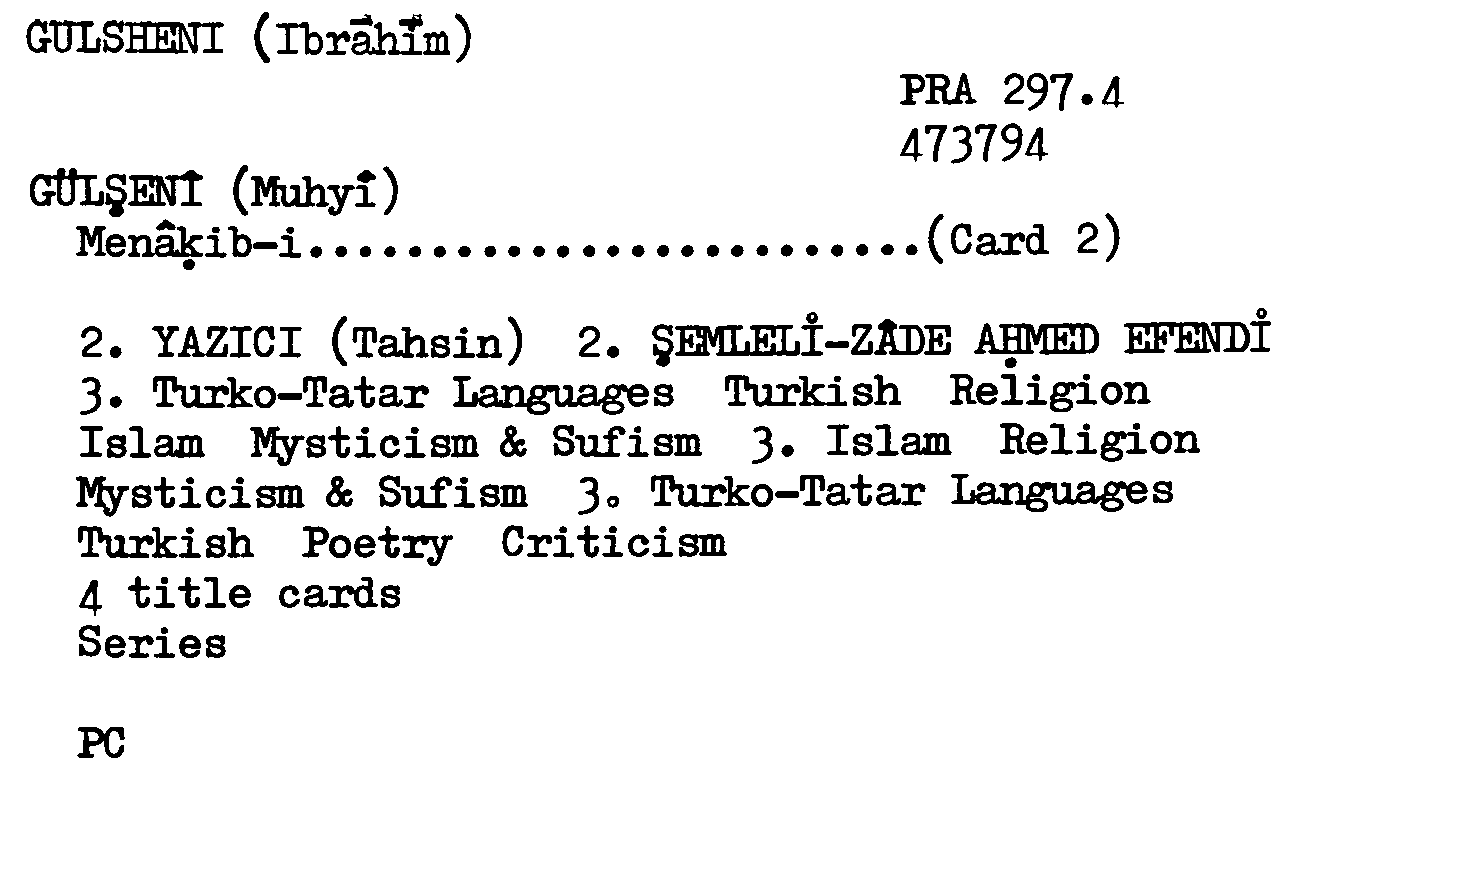 GULSHENI (Ibrāhīm)
PRA 297.4
473794
GÜLŞENÎ (Muhyî)
Menâḳib-i.........................(Card 2)
2. YAZICI (Tahsin) 2. ŞEMLELİ-ZÂDE AḤMED EFENDİ
3. Turko-Tatar Languages Turkish Religion
Islam Mysticism & Sufism 3. Islam Religion
Mysticism & Sufism 3. Turko-Tatar Languages
Turkish Poetry Criticism
4 title cards
Series
PC